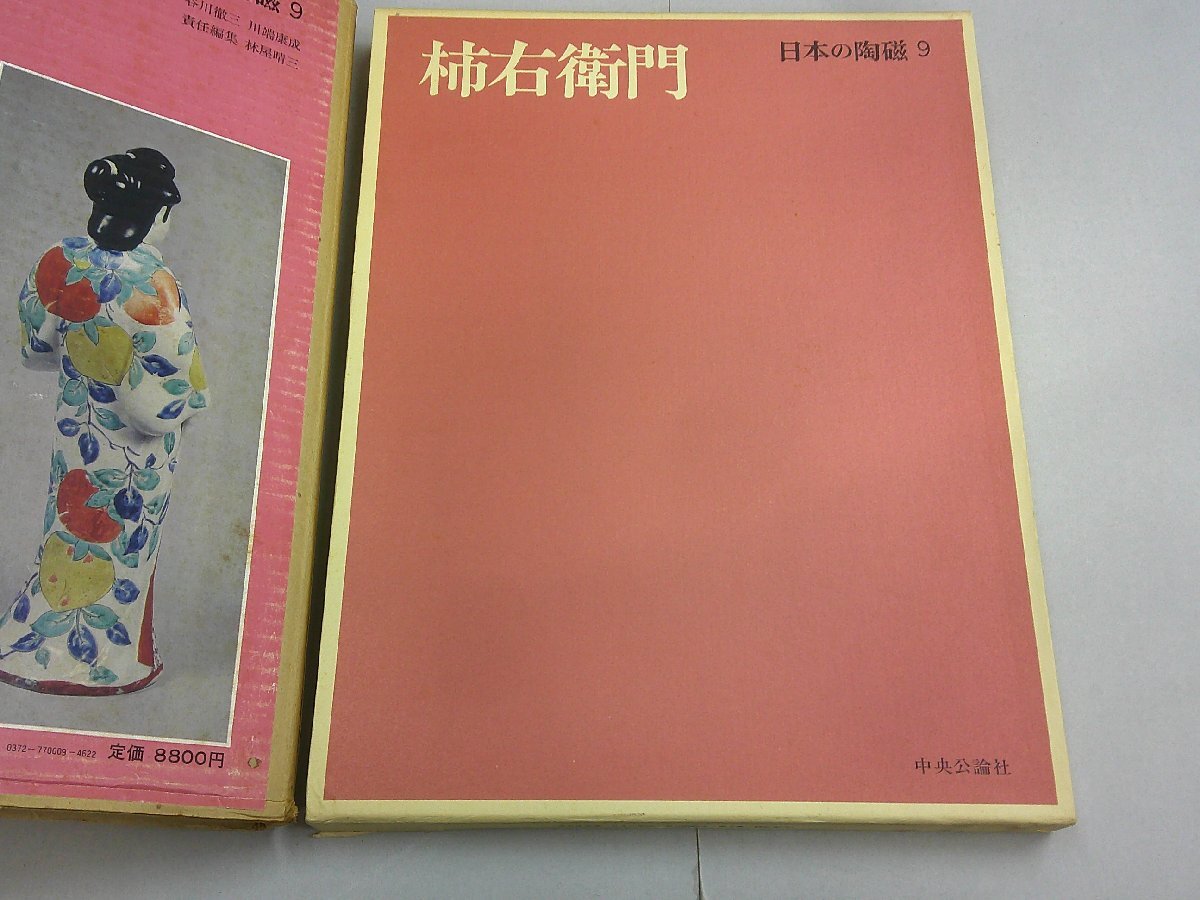 磁 9
谷川徹三 川端康成
責任編集 林屋晴三
0372-770609-4622 定価 8800円
柿右衛門
日本の陶磁 9
中央公論社